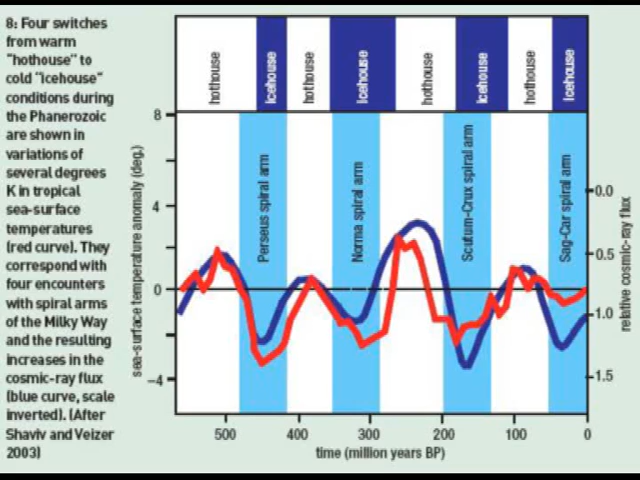 8: Four switches
from warm
"hothouse" to
cold "icehouse"
conditions during
the Phanerozoic
are shown in
variations of
several degrees
K in tropical
sea-surface
temperatures
(red curve). They
correspond with
four encounters
with spiral arms
of the Milky Way
and the resulting
increases in the
cosmic-ray flux
(blue curve, scale
inverted). (After
Shaviv and Veizer
2003)
hothouse
icehouse
hothouse
icehouse
hothouse
icehouse
hothouse
icehouse
Perseus spiral arm
Norma spiral arm
Scutum-Crux spiral arm
Sag-Car spiral arm
sea-surface temperature anomaly (deg.)
8
4
0
–4
relative cosmic-ray flux
0.0
0.5
1.0
1.5
500 400 300 200 100 0
time (million years BP)